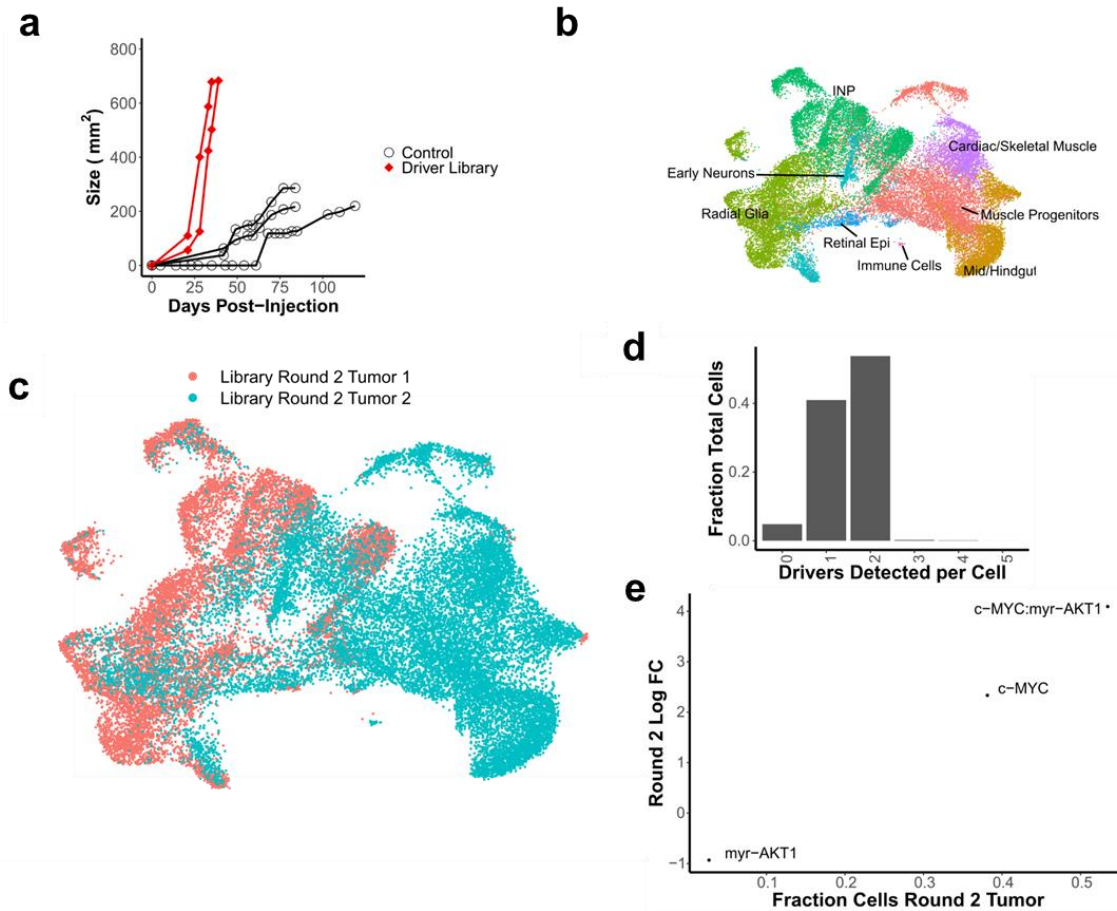 a
800
600
400
200
0
Size ( mm²)
0 25 50 75 100
Days Post−Injection
Control
Driver Library
b
INP
Cardiac/Skeletal Muscle
Early Neurons
Radial Glia
Muscle Progenitors
Retinal Epi
Immune Cells
Mid/Hindgut
c
Library Round 2 Tumor 1
Library Round 2 Tumor 2
d
0.4
0.2
0.0
Fraction Total Cells
0 1 2 3 4 5
Drivers Detected per Cell
e
4
3
2
1
0
−1
Round 2 Log FC
c−MYC:myr−AKT1
c−MYC
myr−AKT1
0.1 0.2 0.3 0.4 0.5
Fraction Cells Round 2 Tumor